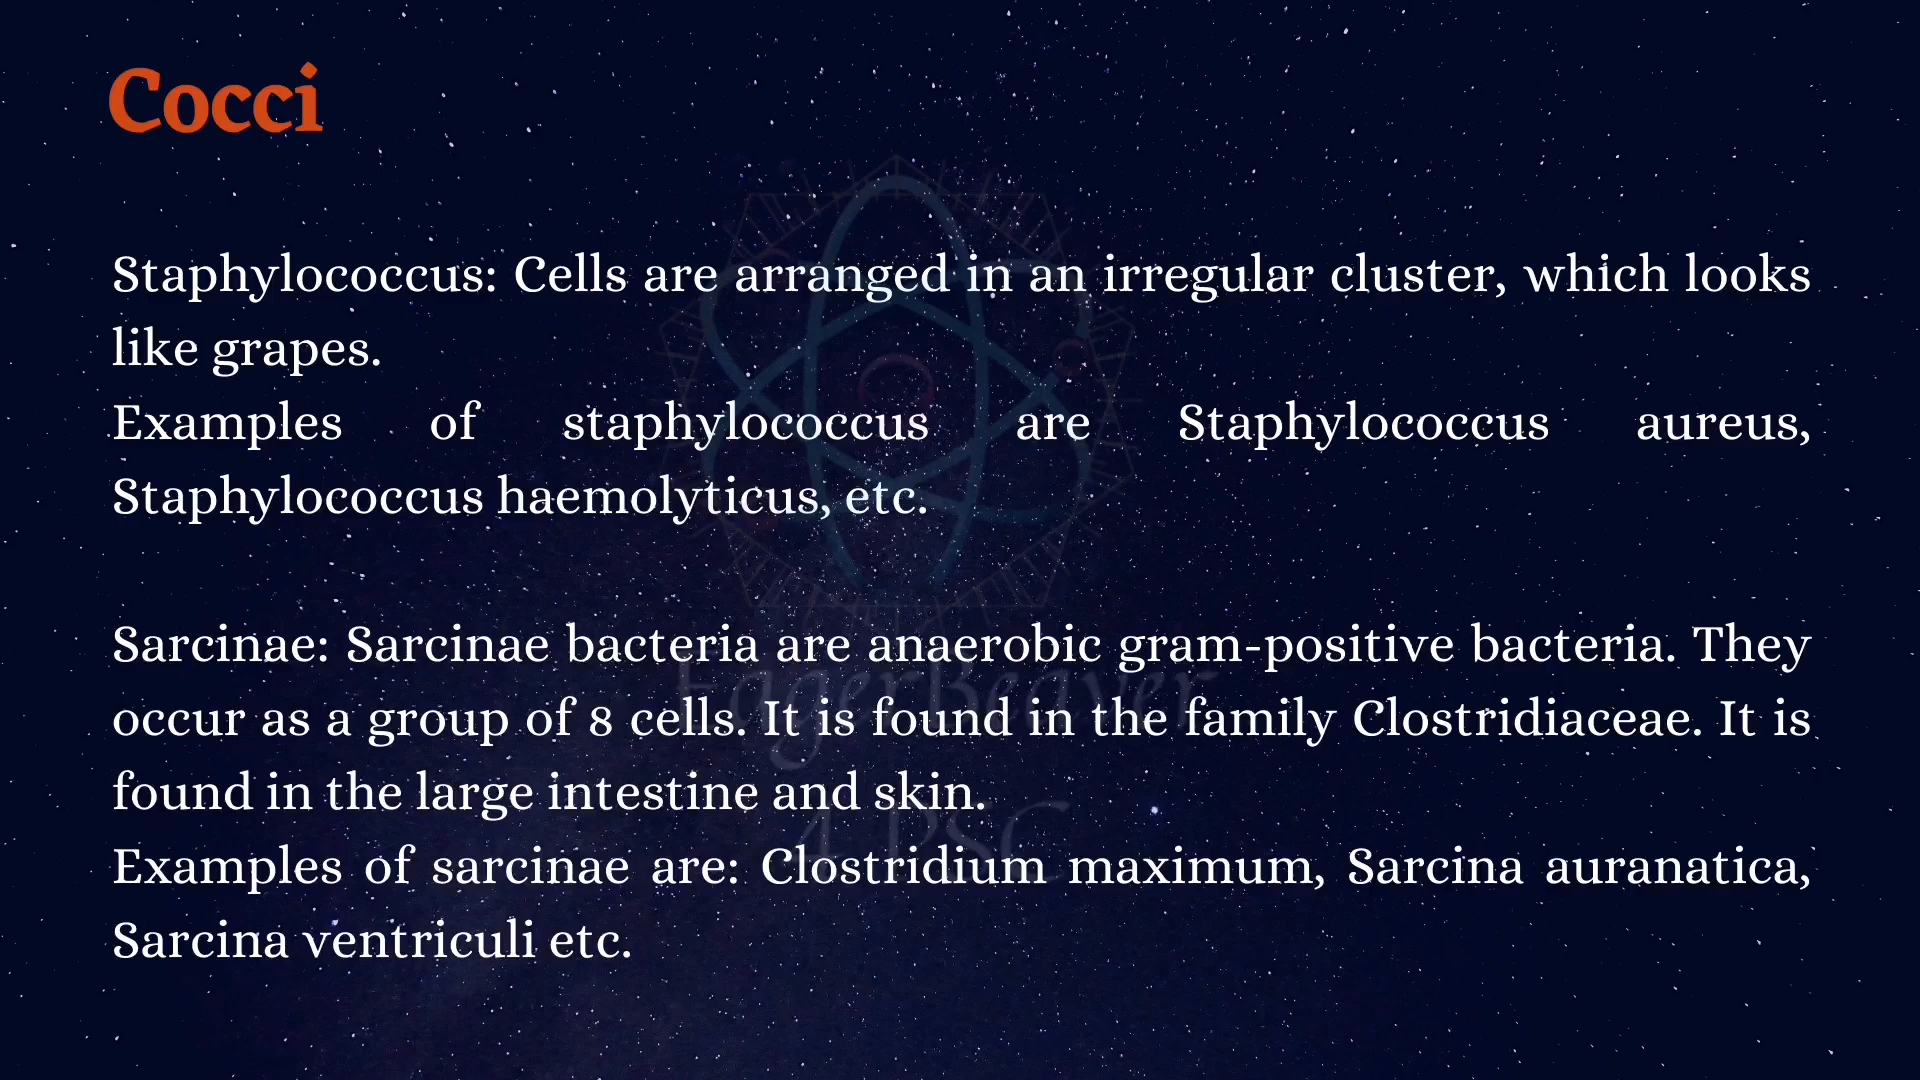 Cocci
Staphylococcus: Cells are arranged in an irregular cluster, which looks
like grapes.
Examples of staphylococcus are Staphylococcus aureus,
Staphylococcus haemolyticus, etc.
Sarcinae: Sarcinae bacteria are anaerobic gram-positive bacteria. They
EagerBeaver
occur as a group of 8 cells. It is found in the family Clostridiaceae. It is
found in the large intestine and skin.
4 PSC
Examples of sarcinae are: Clostridium maximum, Sarcina auranatica,
Sarcina ventriculi etc.